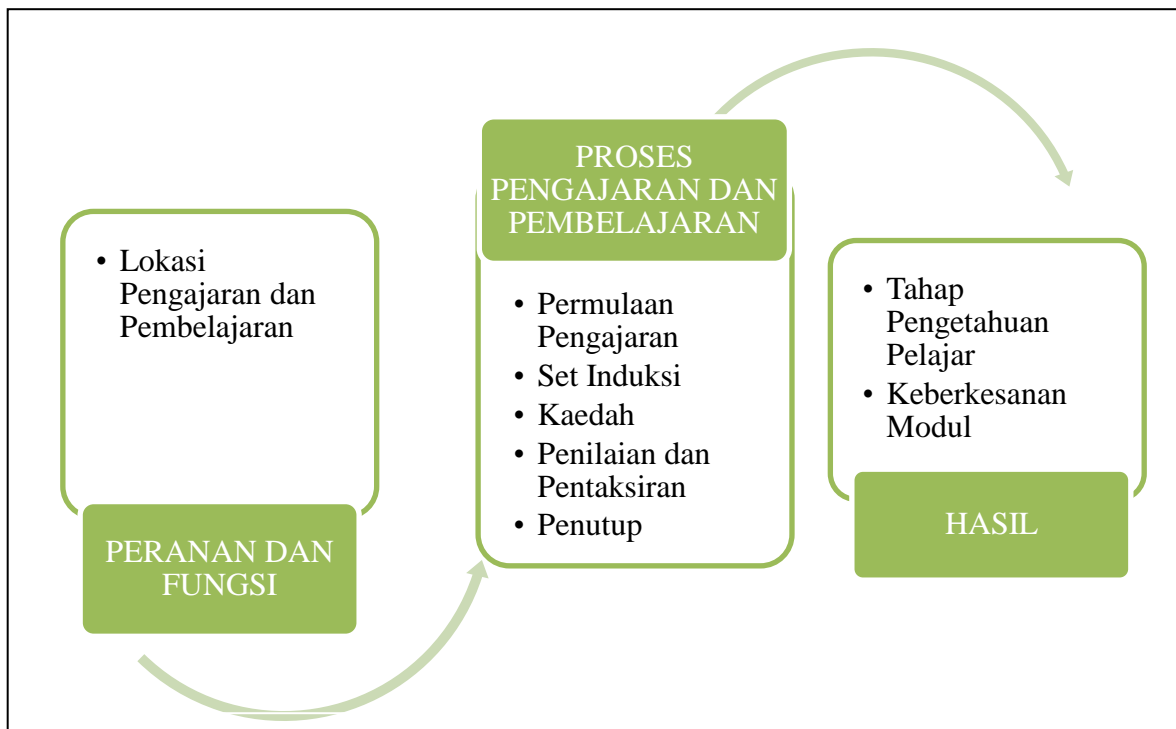 • Lokasi
Pengajaran dan
Pembelajaran
PERANAN DAN
FUNGSI
PROSES
PENGAJARAN DAN
PEMBELAJARAN
• Permulaan
Pengajaran
• Set Induksi
• Kaedah
• Penilaian dan
Pentaksiran
• Penutup
• Tahap
Pengetahuan
Pelajar
• Keberkesanan
Modul
HASIL